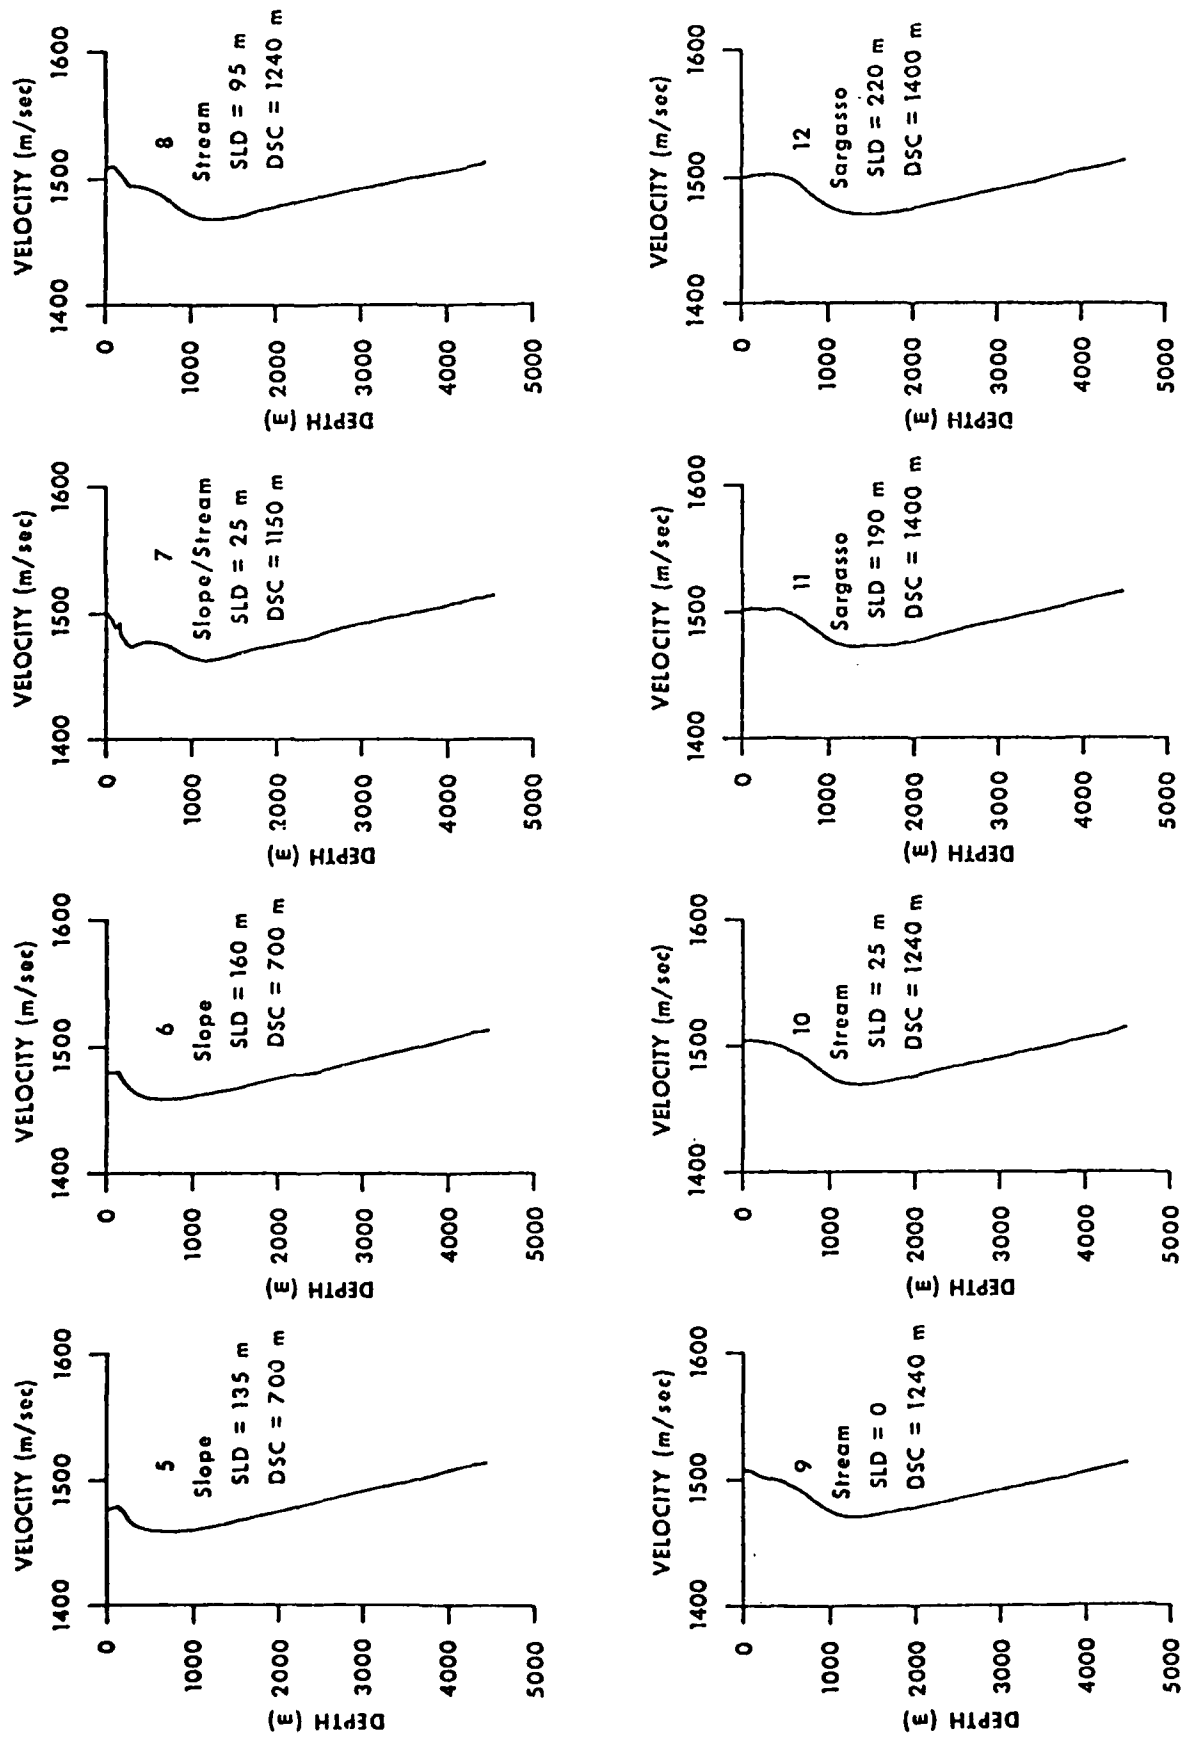 VELOCITY (m/sec)
1400 1500 1600
0
1000
2000
3000
4000
5000
DEPTH (m)
5
Slope
SLD = 135 m
DSC = 700 m
VELOCITY (m/sec)
1400 1500 1600
0
1000
2000
3000
4000
5000
DEPTH (m)
6
Slope
SLD = 160 m
DSC = 700 m
VELOCITY (m/sec)
1400 1500 1600
0
1000
2000
3000
4000
5000
DEPTH (m)
7
Slope/Stream
SLD = 25 m
DSC = 1150 m
VELOCITY (m/sec)
1400 1500 1600
0
1000
2000
3000
4000
5000
DEPTH (m)
8
Stream
SLD = 95 m
DSC = 1240 m
VELOCITY (m/sec)
1400 1500 1600
0
1000
2000
3000
4000
5000
DEPTH (m)
9
Stream
SLD = 0
DSC = 1240 m
VELOCITY (m/sec)
1400 1500 1600
0
1000
2000
3000
4000
5000
DEPTH (m)
10
Stream
SLD = 25 m
DSC = 1240 m
VELOCITY (m/sec)
1400 1500 1600
0
1000
2000
3000
4000
5000
DEPTH (m)
11
Sargasso
SLD = 190 m
DSC = 1400 m
VELOCITY (m/sec)
1400 1500 1600
0
1000
2000
3000
4000
5000
DEPTH (m)
12
Sargasso
SLD = 220 m
DSC = 1400 m